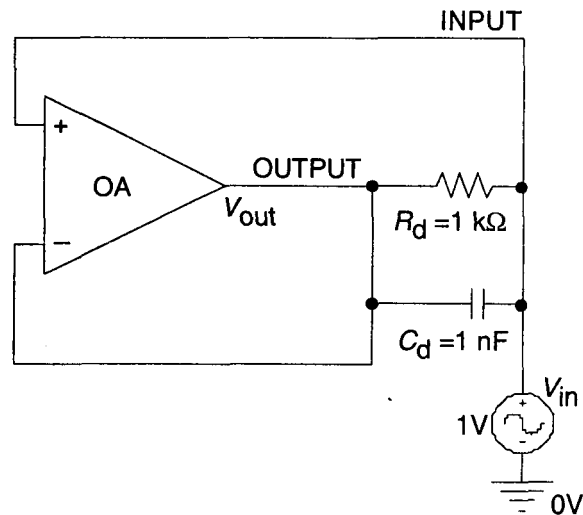 INPUT
+
OA
−
OUTPUT
Vout
Rd =1 kΩ
Cd =1 nF
Vin
+
1V
-
0V